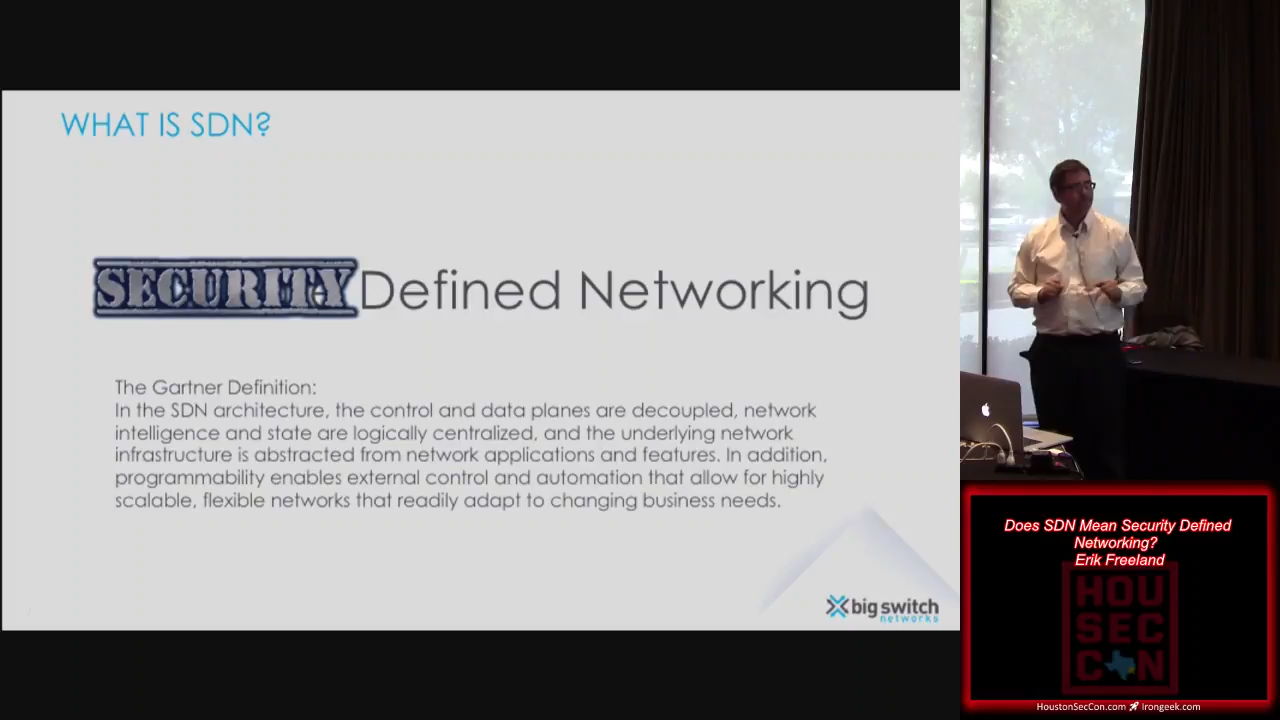 WHAT IS SDN?
SECURITY Defined Networking
The Gartner Definition:
In the SDN architecture, the control and data planes are decoupled, network
intelligence and state are logically centralized, and the underlying network
infrastructure is abstracted from network applications and features. In addition,
programmability enables external control and automation that allow for highly
scalable, flexible networks that readily adapt to changing business needs.
big switch
networks
Does SDN Mean Security Defined
Networking?
Erik Freeland
HOU
SEC
CON
HoustonSecCon.com Irongeek.com